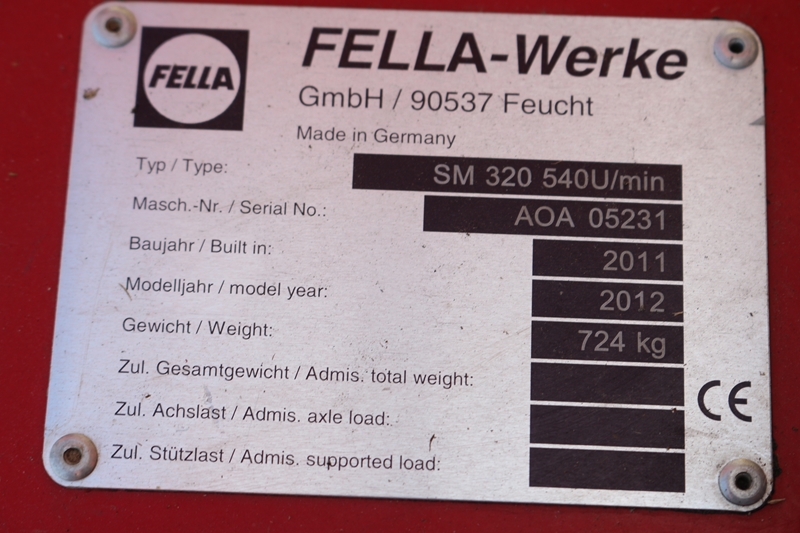 FELLA
FELLA-Werke
GmbH / 90537 Feucht
Made in Germany
Typ / Type: SM 320 540U/min
Masch.-Nr. / Serial No.: AOA 05231
Baujahr / Built in: 2011
Modelljahr / model year: 2012
Gewicht / Weight: 724 kg
Zul. Gesamtgewicht / Admis. total weight:
Zul. Achslast / Admis. axle load:
Zul. Stützlast / Admis. supported load:
CE